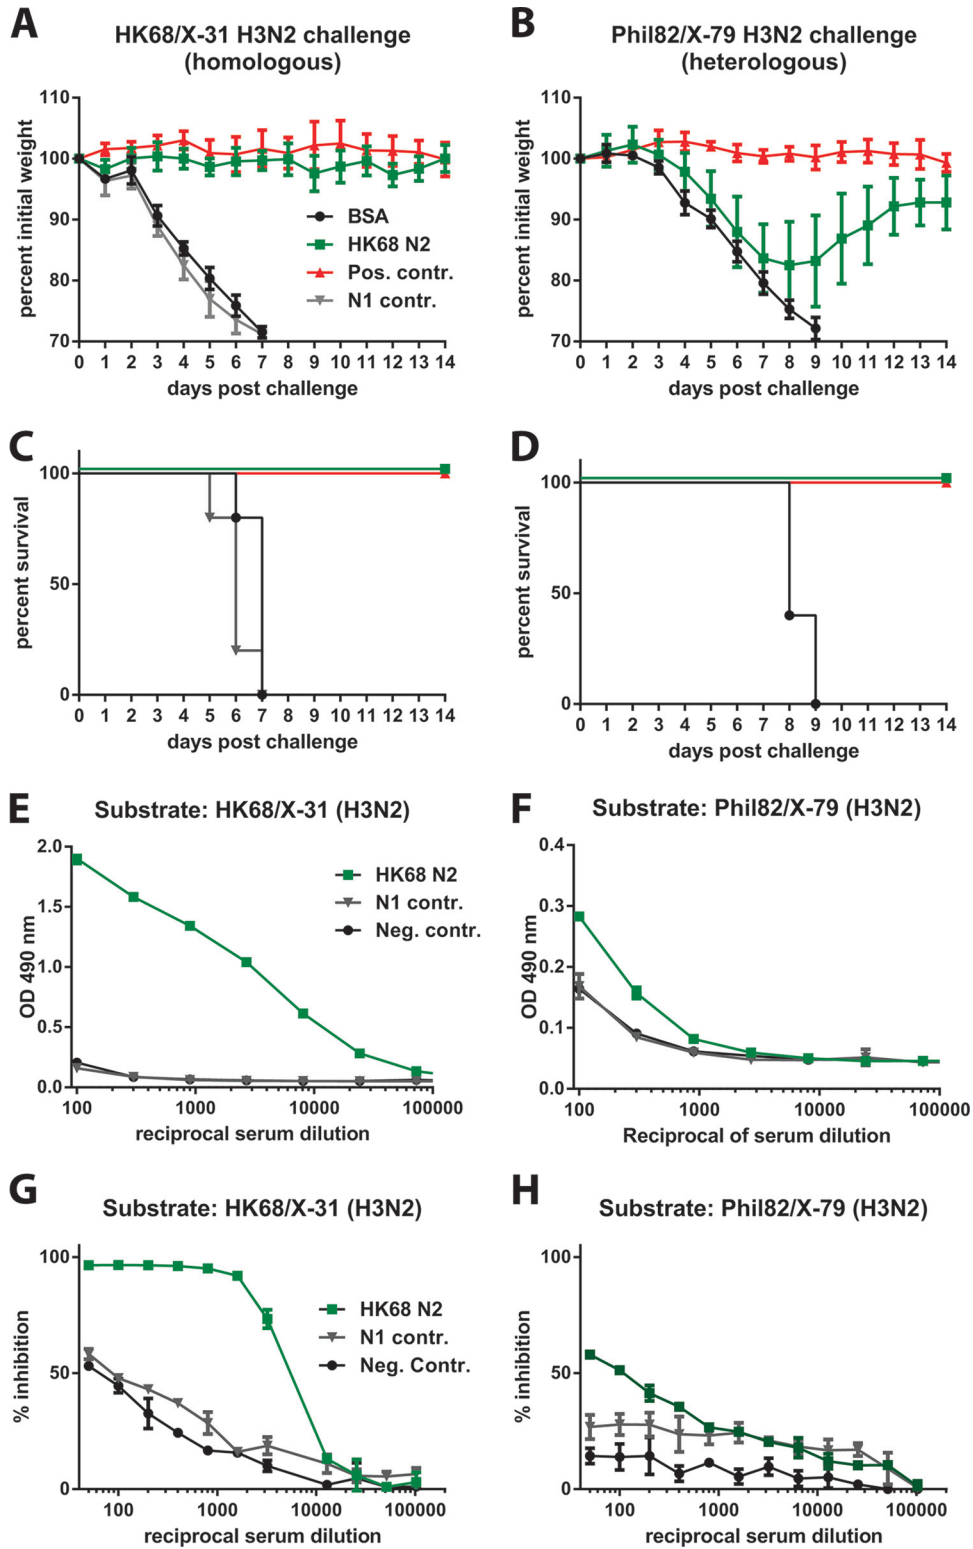 A
HK68/X-31 H3N2 challenge
(homologous)
percent initial weight
110
100
90
80
70
BSA
HK68 N2
Pos. contr.
N1 contr.
0 1 2 3 4 5 6 7 8 9 10 11 12 13 14
days post challenge
B
Phil82/X-79 H3N2 challenge
(heterologous)
percent initial weight
110
100
90
80
70
0 1 2 3 4 5 6 7 8 9 10 11 12 13 14
days post challenge
C
percent survival
100
50
0
0 1 2 3 4 5 6 7 8 9 10 11 12 13 14
days post challenge
D
percent survival
100
50
0
0 1 2 3 4 5 6 7 8 9 10 11 12 13 14
days post challenge
E
Substrate: HK68/X-31 (H3N2)
OD 490 nm
2.0
1.5
1.0
0.5
0.0
HK68 N2
N1 contr.
Neg. contr.
100 1000 10000 100000
reciprocal serum dilution
F
Substrate: Phil82/X-79 (H3N2)
OD 490 nm
0.4
0.3
0.2
0.1
0.0
100 1000 10000 100000
Reciprocal of serum dilution
G
Substrate: HK68/X-31 (H3N2)
% inhibition
100
50
0
HK68 N2
N1 contr.
Neg. Contr.
100 1000 10000 100000
reciprocal serum dilution
H
Substrate: Phil82/X-79 (H3N2)
% inhibition
100
50
0
100 1000 10000 100000
reciprocal serum dilution